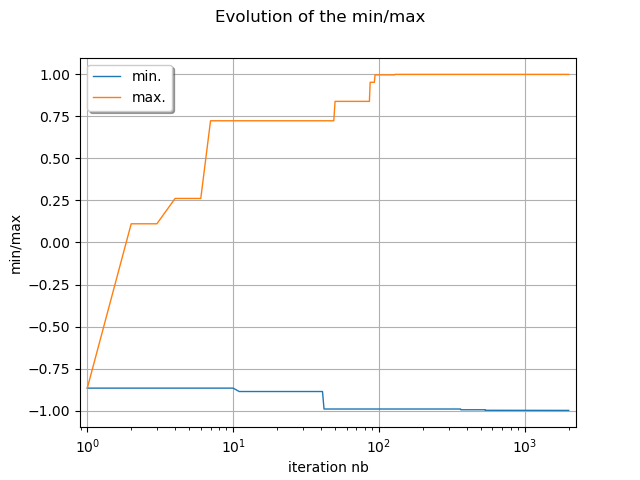 Evolution of the min/max
min.
max.
1.00
0.75
0.50
0.25
0.00
−0.25
−0.50
−0.75
−1.00
min/max
10⁰
10¹
10²
10³
iteration nb